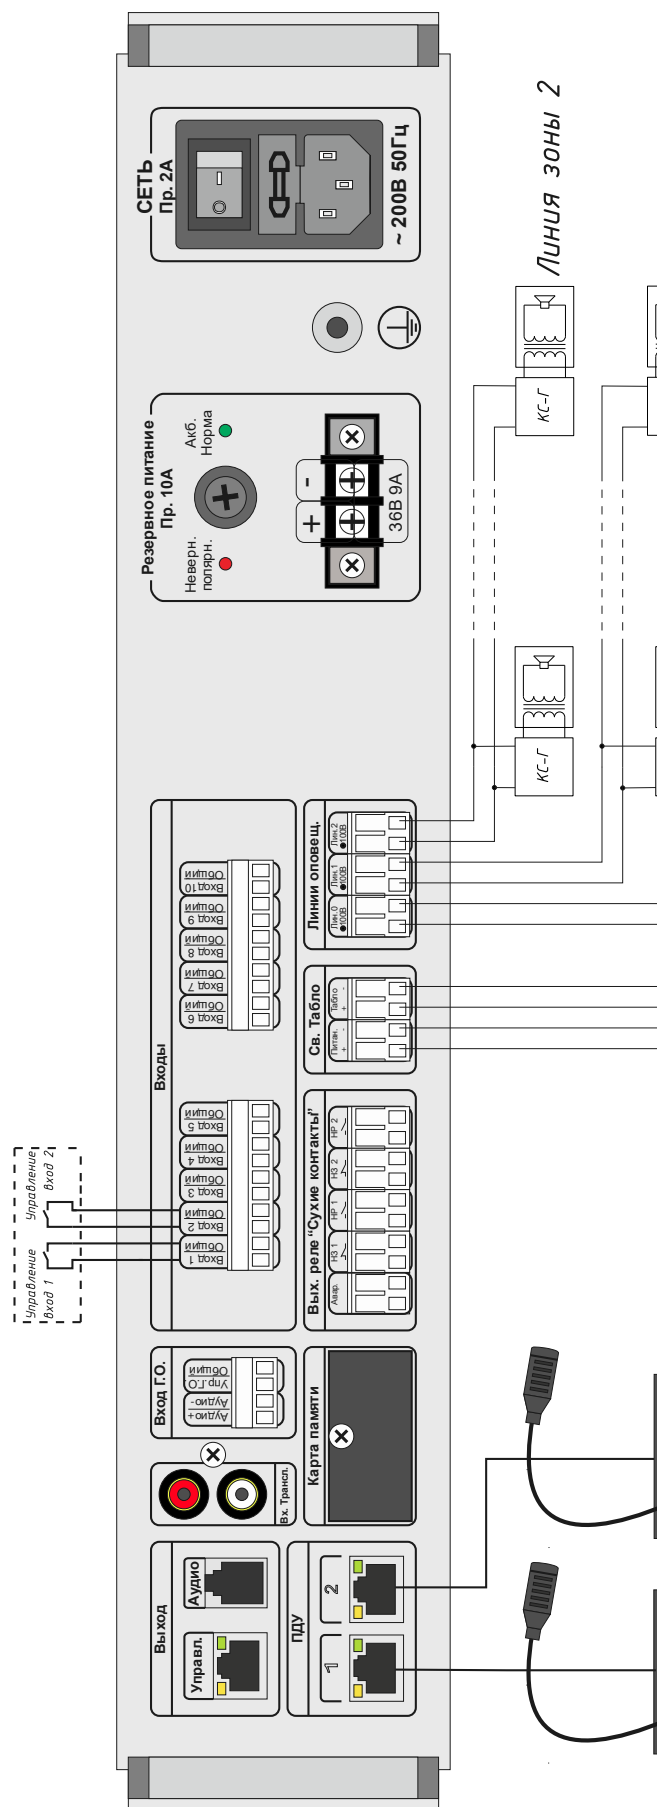 Линия зоны 2
СЕТЬ
Пр. 2А
~ 200В 50Гц
Резервное питание
Пр. 10А
Акб.
Норма
Неверн.
полярн.
- +
36В 9А
КС-Г
КС-Г
Входы
Общий
Вход 10
Общий
Вход 9
Общий
Вход 8
Общий
Вход 7
Общий
Вход 6
Общий
Вход 5
Общий
Вход 4
Общий
Вход 3
Общий
Вход 2
Общий
Вход 1
Линии оповещ.
Лин.2
100В
Лин.1
100В
Лин.0
100В
Св. Табло
Табло
+ -
Питан.
+ -
Вых. реле "Сухие контакты"
НР 2
НЗ 2
НР 1
НЗ 1
Авар.
Управление
вход 2
Управление
вход 1
Вход Г.О.
Общий
Упр.Г.О.
Аудио-
Аудио+
Карта памяти
Вх. Трансл.
Выход
Аудио
Управл.
ПДУ
2
1